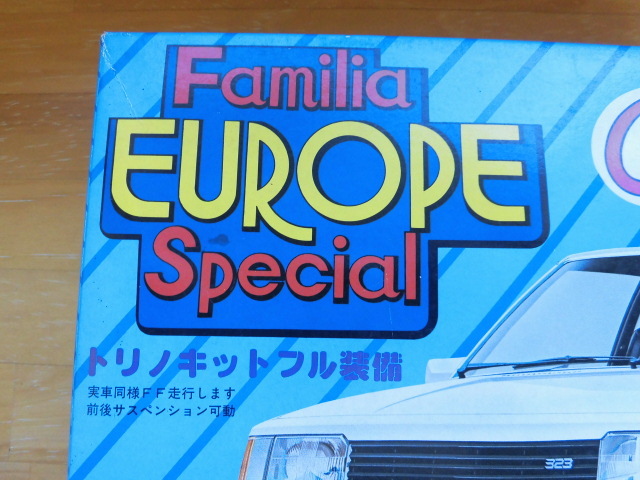 Familia
EUROPE
Special
トリノキットフル装備
実車同様FF走行します
前後サスペンション可動
323